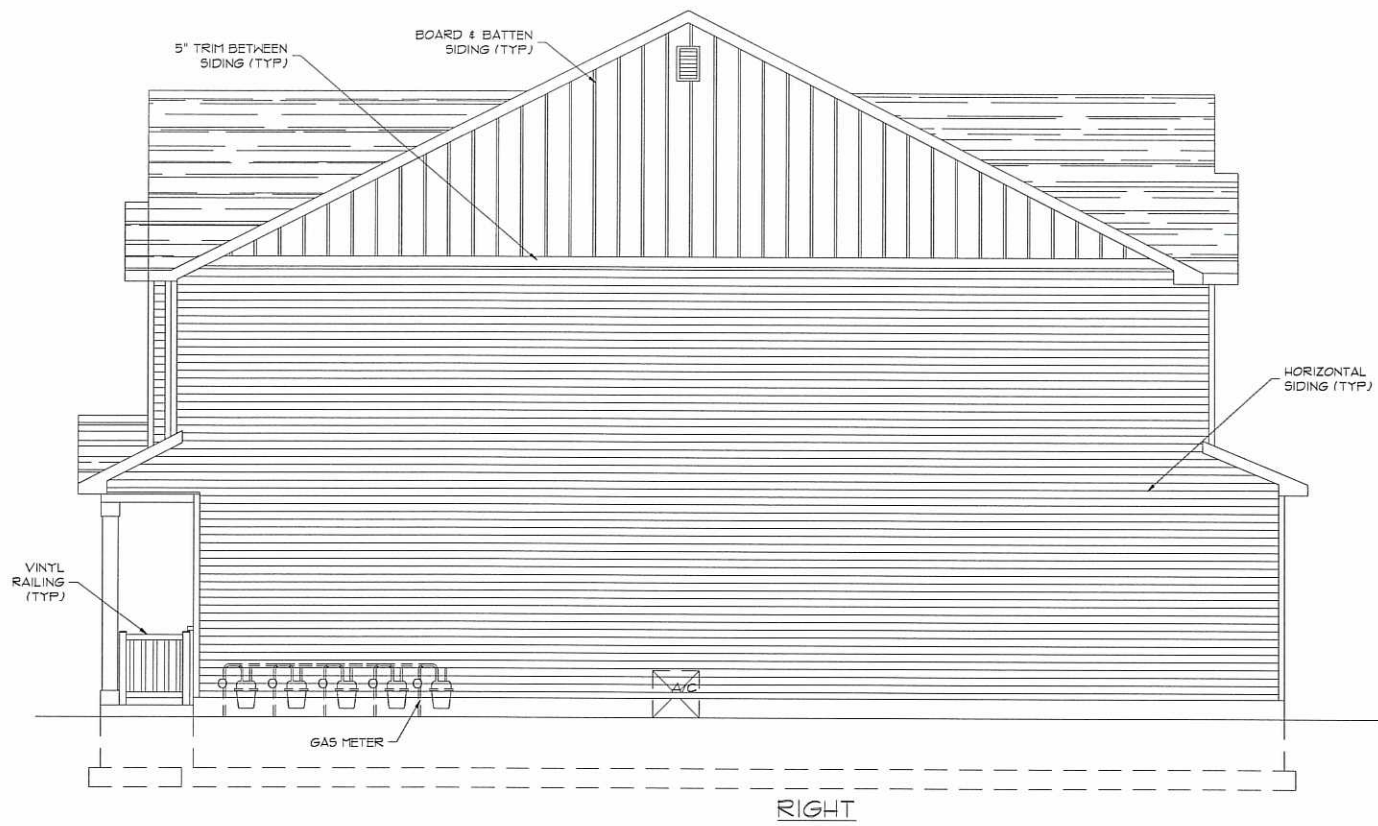 5" TRIM BETWEEN
SIDING (TYP.)
BOARD & BATTEN
SIDING (TYP.)
HORIZONTAL
SIDING (TYP.)
VINYL
RAILING
(TYP.)
A/C
GAS METER
RIGHT